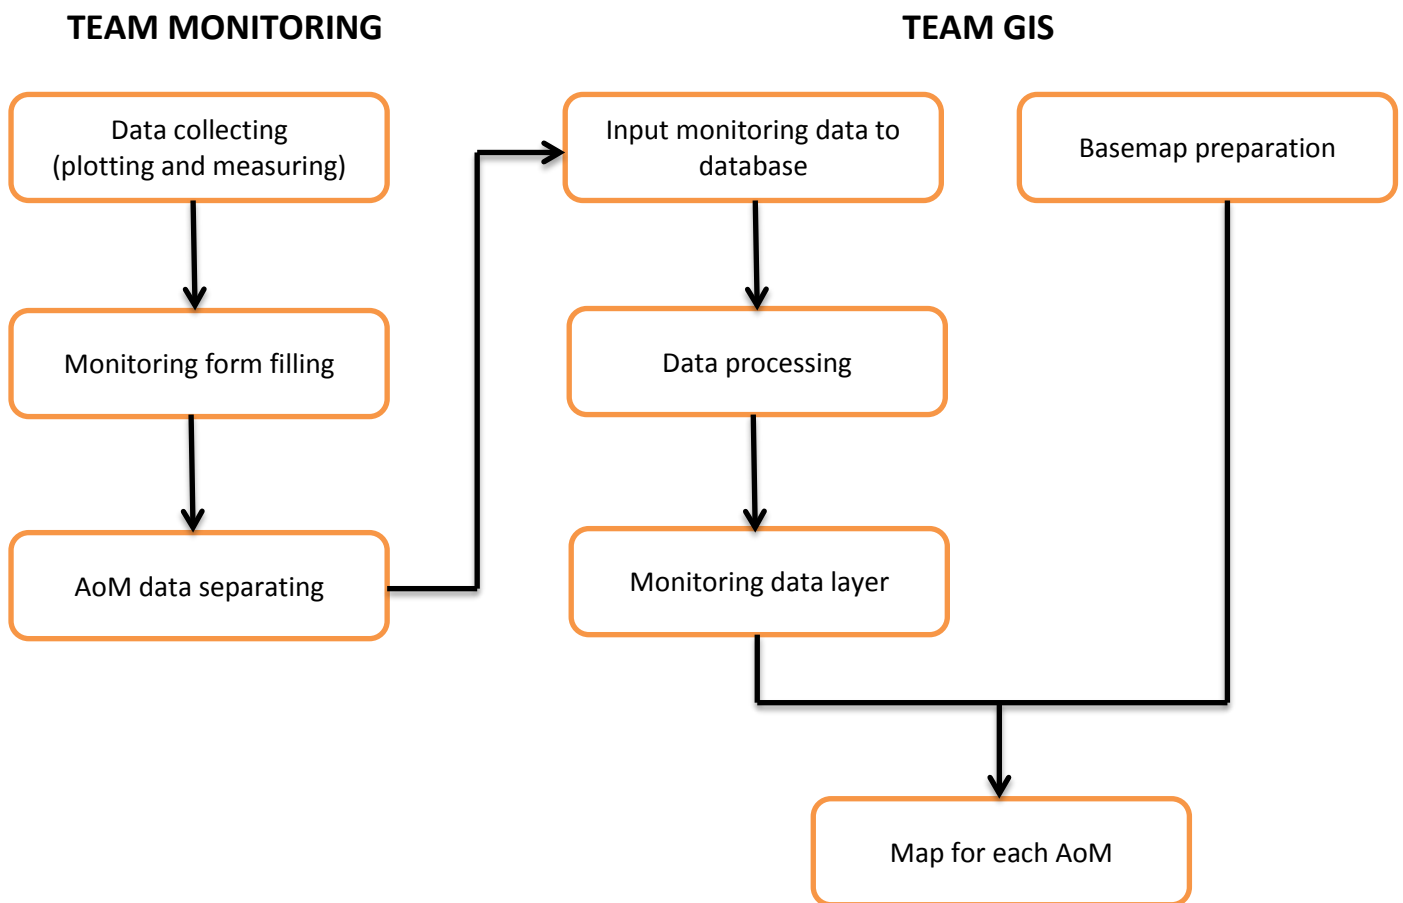 TEAM MONITORING
TEAM GIS
Data collecting
(plotting and measuring)
Input monitoring data to
database
Basemap preparation
Monitoring form filling
Data processing
AoM data separating
Monitoring data layer
Map for each AoM